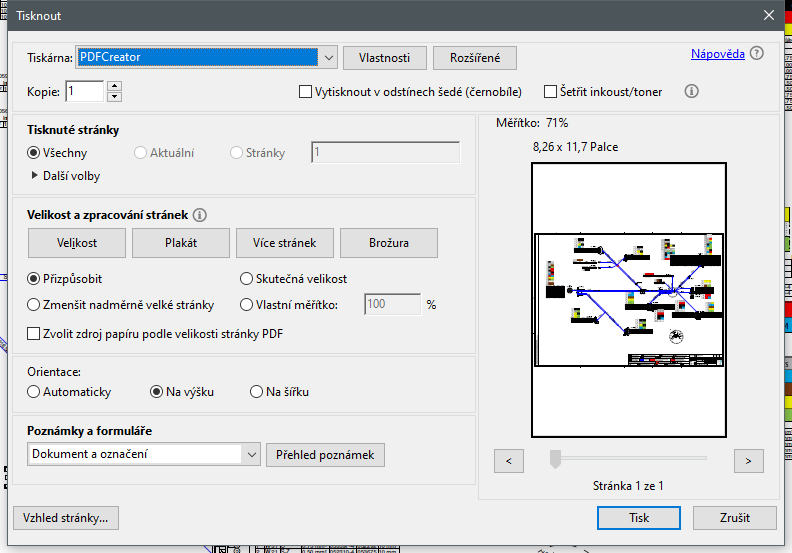 Tisknout
Tiskárna: PDFCreator Vlastnosti Rozšířené Nápověda
Kopie: 1 Vytisknout v odstínech šedé (černobíle) Šetřit inkoust/toner
Tisknuté stránky
Všechny Aktuální Stránky 1
Další volby
Velikost a zpracování stránek
Velikost Plakát Více stránek Brožura
Přizpůsobit Skutečná velikost
Zmenšit nadměrné velké stránky Vlastní měřítko: 100 %
Zvolit zdroj papíru podle velikosti stránky PDF
Orientace:
Automaticky Na výšku Na šířku
Poznámky a formuláře
Dokument a označení Přehled poznámek
Měřítko: 71%
8,26 x 11,7 Palce
< >
Stránka 1 ze 1
Vzhled stránky... Tisk Zrušit